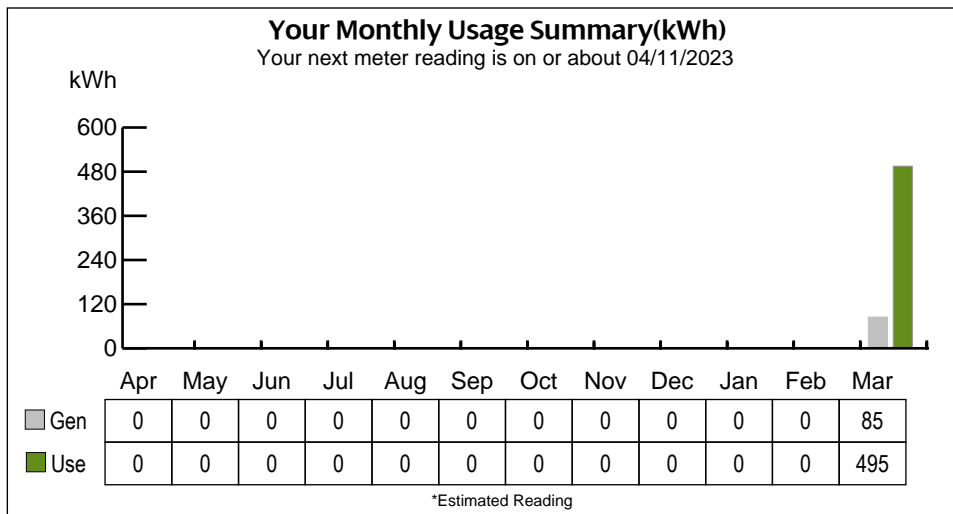 Your Monthly Usage Summary(kWh)
Your next meter reading is on or about 04/11/2023
kWh
600
480
360
240
120
0
Apr May Jun Jul Aug Sep Oct Nov Dec Jan Feb Mar
Gen 0 0 0 0 0 0 0 0 0 0 0 85
Use 0 0 0 0 0 0 0 0 0 0 0 495
*Estimated Reading